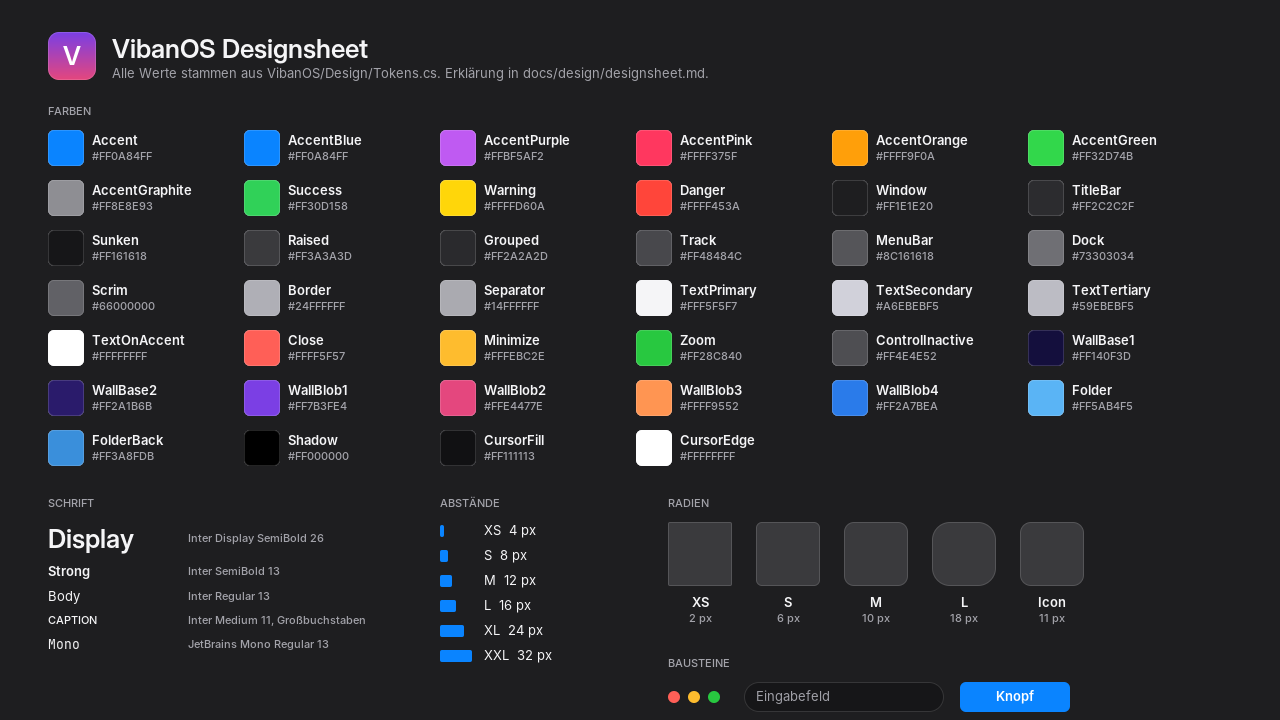 V
VibanOS Designsheet
Alle Werte stammen aus VibanOS/Design/Tokens.cs. Erklärung in docs/design/designsheet.md.
FARBEN
Accent
#FF0A84FF
AccentBlue
#FF0A84FF
AccentPurple
#FFBF5AF2
AccentPink
#FFFF375F
AccentOrange
#FFFF9F0A
AccentGreen
#FF32D74B
AccentGraphite
#FF8E8E93
Success
#FF30D158
Warning
#FFFFD60A
Danger
#FFFF453A
Window
#FF1E1E20
TitleBar
#FF2C2C2F
Sunken
#FF161618
Raised
#FF3A3A3D
Grouped
#FF2A2A2D
Track
#FF48484C
MenuBar
#8C161618
Dock
#73303034
Scrim
#66000000
Border
#24FFFFFF
Separator
#14FFFFFF
TextPrimary
#FFF5F5F7
TextSecondary
#A6EBEBF5
TextTertiary
#59EBEBF5
TextOnAccent
#FFFFFFFF
Close
#FFFF5F57
Minimize
#FFFEBC2E
Zoom
#FF28C840
ControlInactive
#FF4E4E52
WallBase1
#FF140F3D
WallBase2
#FF2A1B6B
WallBlob1
#FF7B3FE4
WallBlob2
#FFE4477E
WallBlob3
#FFFF9552
WallBlob4
#FF2A7BEA
Folder
#FF5AB4F5
FolderBack
#FF3A8FDB
Shadow
#FF000000
CursorFill
#FF111113
CursorEdge
#FFFFFFFF
SCHRIFT
Display
Inter Display SemiBold 26
Strong
Inter SemiBold 13
Body
Inter Regular 13
CAPTION
Inter Medium 11, Großbuchstaben
Mono
JetBrains Mono Regular 13
ABSTÄNDE
XS 4 px
S 8 px
M 12 px
L 16 px
XL 24 px
XXL 32 px
RADIEN
XS
2 px
S
6 px
M
10 px
L
18 px
Icon
11 px
BAUSTEINE
Eingabefeld
Knopf